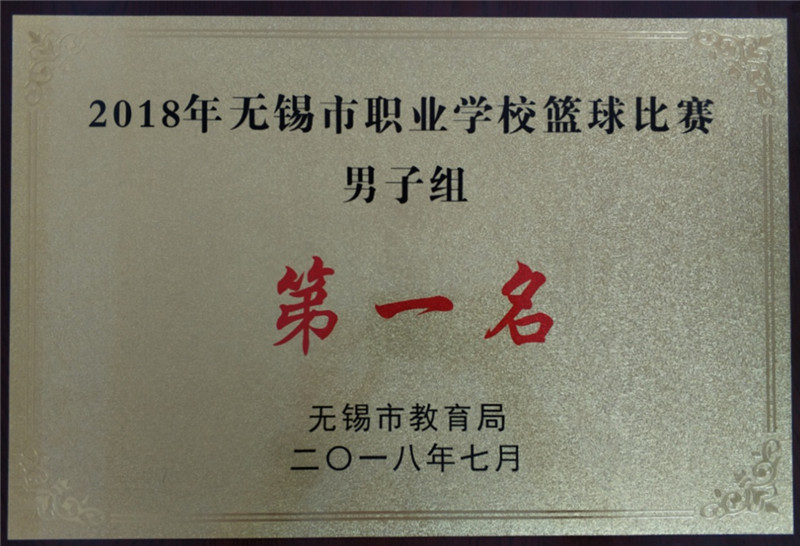 2018年无锡市职业学校篮球比赛
男子组
第一名
无锡市教育局
二〇一八年七月